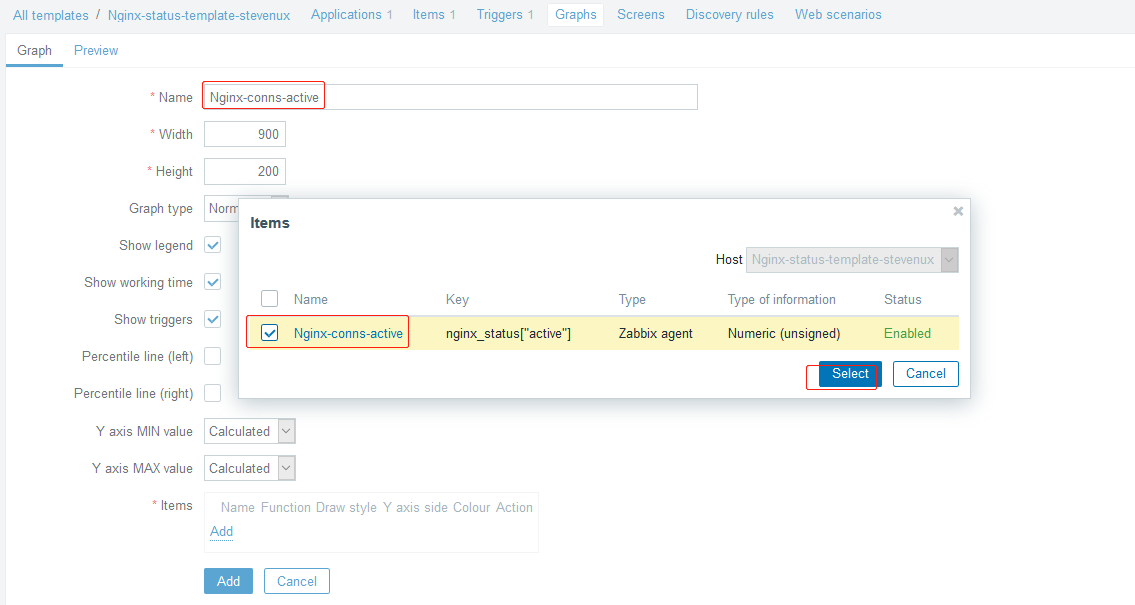 All templates / Nginx-status-template-stevenux Applications 1 Items 1 Triggers 1 Graphs Screens Discovery rules Web scenarios
Graph Preview
* Name Nginx-conns-active
* Width 900
* Height 200
Graph type Norm
Show legend
Show working time
Show triggers
Percentile line (left)
Percentile line (right)
Y axis MIN value Calculated
Y axis MAX value Calculated
* Items Name Function Draw style Y axis side Colour Action
Add
Add Cancel
Items
Host Nginx-status-template-stevenux
Name Key Type Type of information Status
Nginx-conns-active nginx_status["active"] Zabbix agent Numeric (unsigned) Enabled
Select Cancel